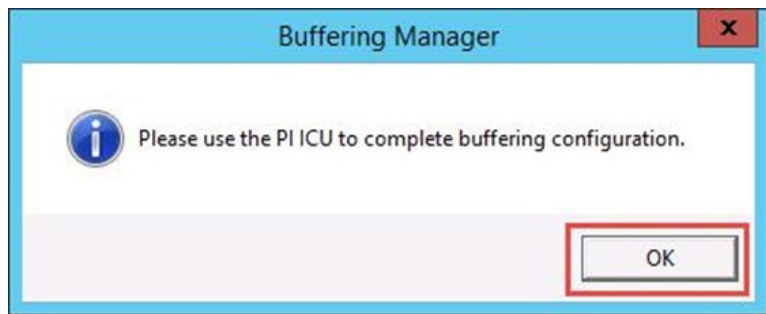 Buffering Manager
x
Please use the PI ICU to complete buffering configuration.
OK